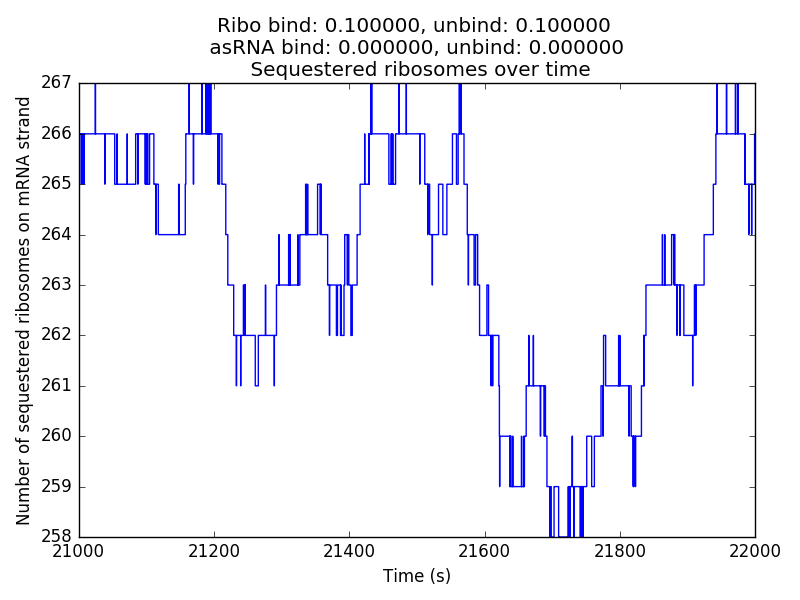 Ribo bind: 0.100000, unbind: 0.100000
asRNA bind: 0.000000, unbind: 0.000000
Sequestered ribosomes over time
Number of sequestered ribosomes on mRNA strand
267
266
265
264
263
262
261
260
259
258
21000 21200 21400 21600 21800 22000
Time (s)